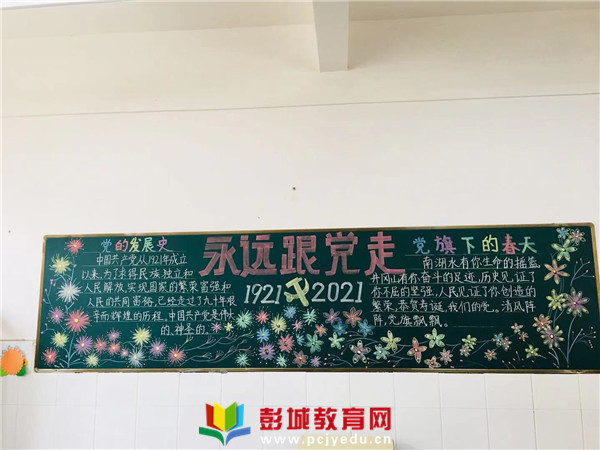 党的发展史
中国共产党从1921年成立
以来,为了求得民族独立和
人民解放,实现国家的繁荣富强和
人民的共同富裕,已经走过了九十年艰
辛而辉煌的历程,中国共产党是伟大
的,神圣的。
永远跟党走
1921 2021
党旗下的春天
南湖水有你生命的摇篮,
井冈山有你奋斗的足迹,历史见证了
你不屈的坚强,人民见证了你创造的
繁荣,恭贺寿诞,我们的党。清风阵
阵,党旗飘飘。
彭城教育网
www.pcjyedu.cn